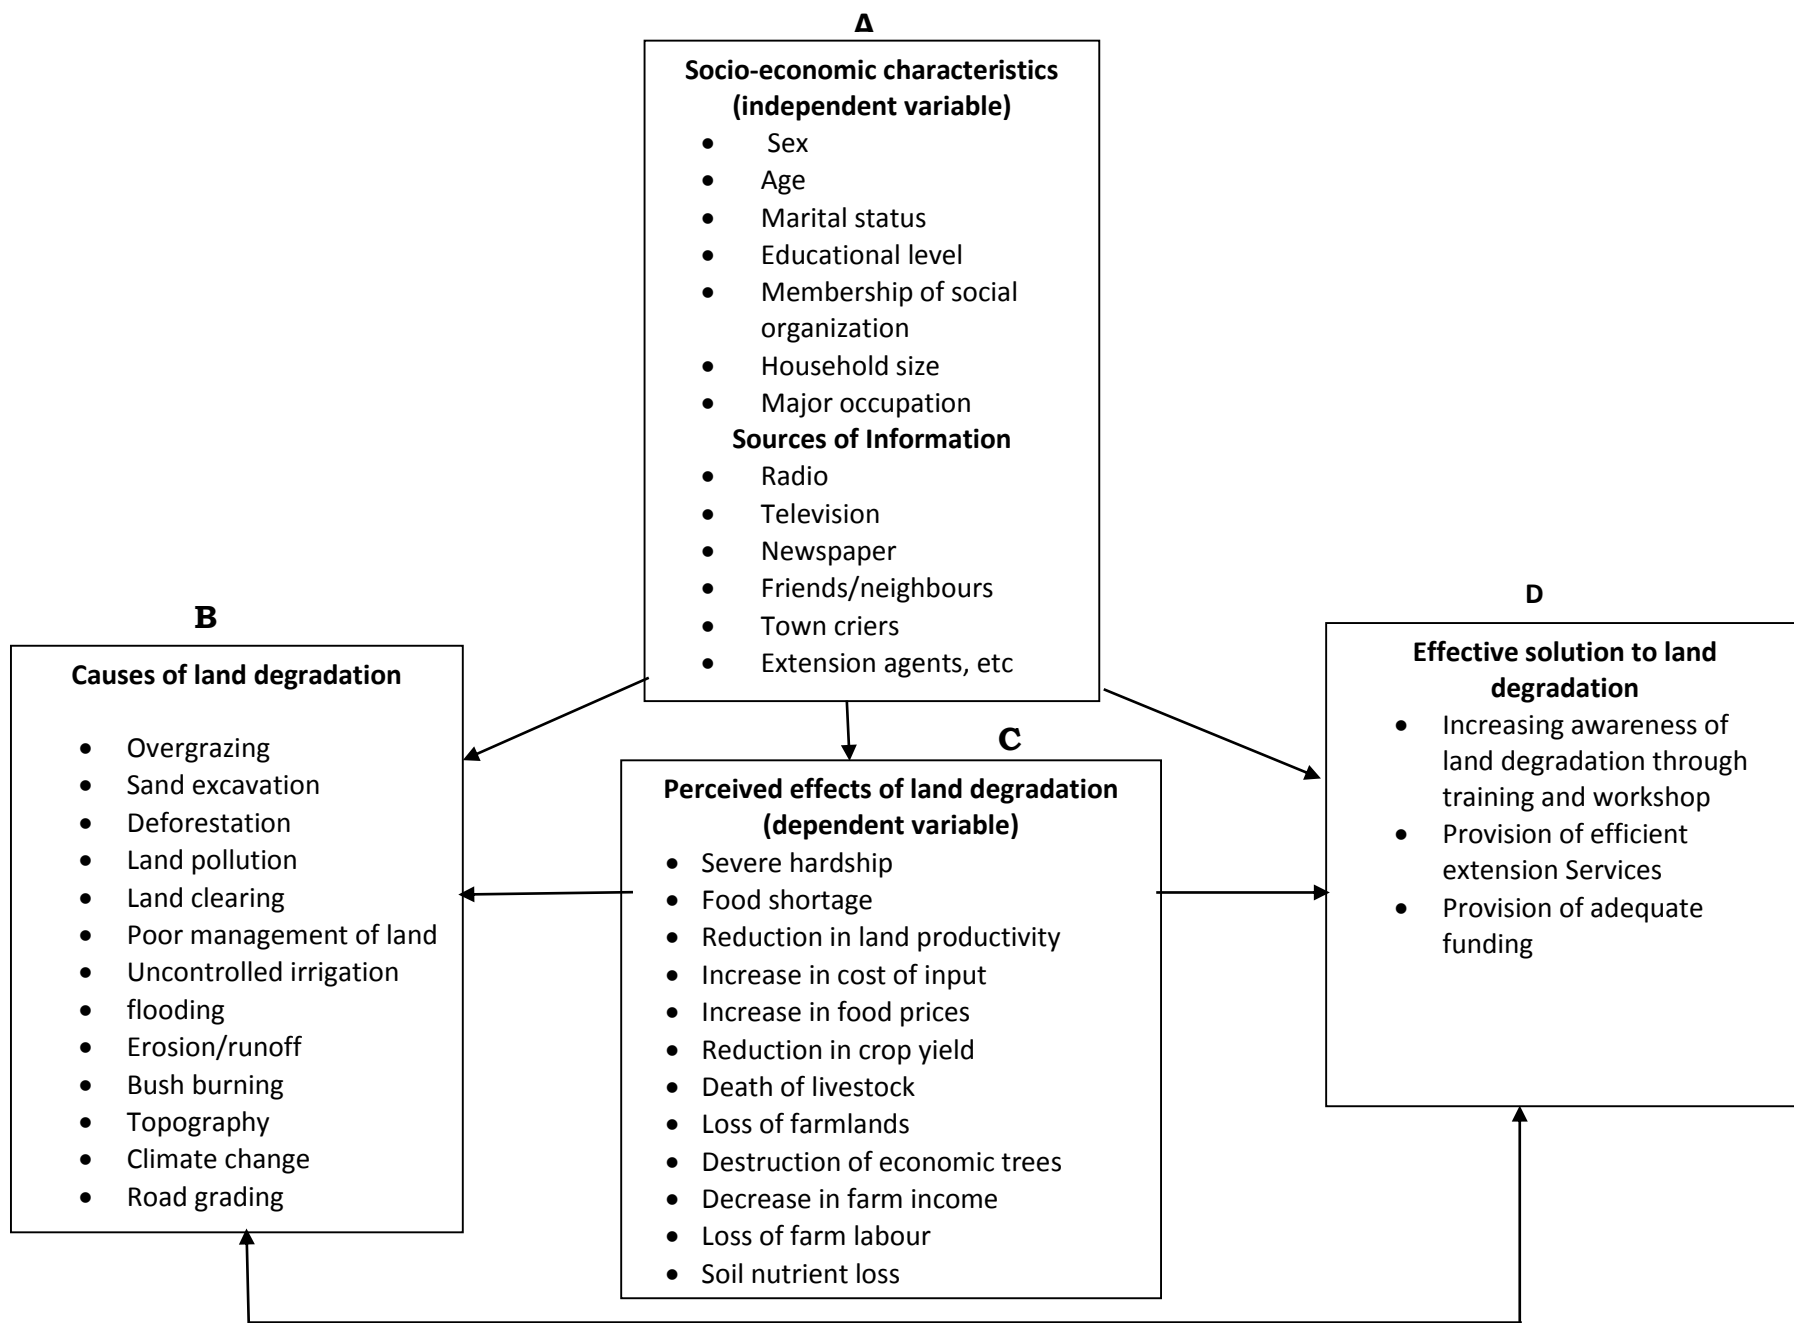 A
Socio-economic characteristics
(independent variable)
• Sex
• Age
• Marital status
• Educational level
• Membership of social
organization
• Household size
• Major occupation
Sources of Information
• Radio
• Television
• Newspaper
• Friends/neighbours
• Town criers
• Extension agents, etc
B
Causes of land degradation
• Overgrazing
• Sand excavation
• Deforestation
• Land pollution
• Land clearing
• Poor management of land
• Uncontrolled irrigation
• flooding
• Erosion/runoff
• Bush burning
• Topography
• Climate change
• Road grading
C
Perceived effects of land degradation
(dependent variable)
• Severe hardship
• Food shortage
• Reduction in land productivity
• Increase in cost of input
• Increase in food prices
• Reduction in crop yield
• Death of livestock
• Loss of farmlands
• Destruction of economic trees
• Decrease in farm income
• Loss of farm labour
• Soil nutrient loss
D
Effective solution to land
degradation
• Increasing awareness of
land degradation through
training and workshop
• Provision of efficient
extension Services
• Provision of adequate
funding